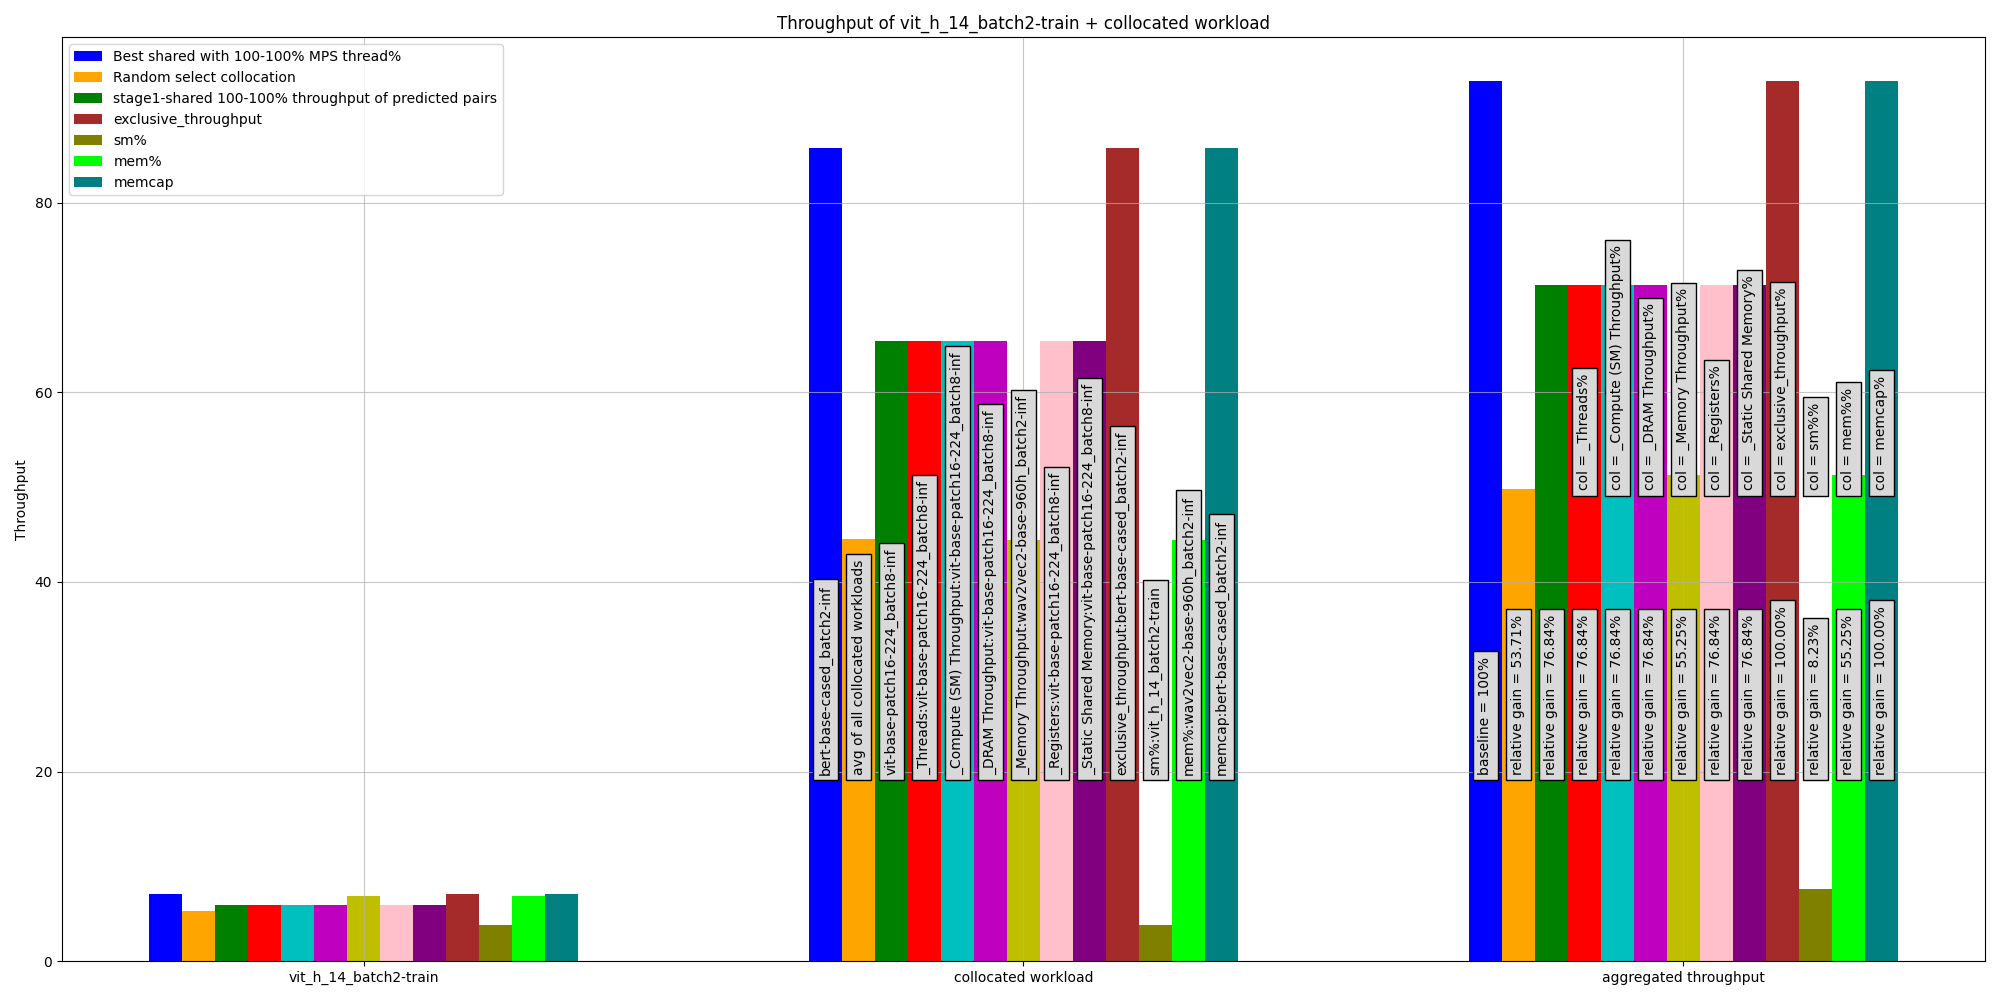 Throughput of vit_h_14_batch2-train + collocated workload
Best shared with 100-100% MPS thread%
Random select collocation
stage1-shared 100-100% throughput of predicted pairs
exclusive_throughput
sm%
mem%
memcap
Throughput
80
60
40
20
0
bert-base-cased_batch2-inf
avg of all collocated workloads
vit-base-patch16-224_batch8-inf
_Threads:vit-base-patch16-224_batch8-inf
_Compute (SM) Throughput:vit-base-patch16-224_batch8-inf
_DRAM Throughput:vit-base-patch16-224_batch8-inf
_Memory Throughput:wav2vec2-base-960h_batch2-inf
_Registers:vit-base-patch16-224_batch8-inf
_Static Shared Memory:vit-base-patch16-224_batch8-inf
exclusive_throughput:bert-base-cased_batch2-inf
sm%:vit_h_14_batch2-train
mem%:wav2vec2-base-960h_batch2-inf
memcap:bert-base-cased_batch2-inf
col = _Threads%
col = _Compute (SM) Throughput%
col = _DRAM Throughput%
col = _Memory Throughput%
col = _Registers%
col = _Static Shared Memory%
col = exclusive_throughput%
col = sm%%
col = mem%%
col = memcap%
baseline = 100%
relative gain = 53.71%
relative gain = 76.84%
relative gain = 76.84%
relative gain = 76.84%
relative gain = 76.84%
relative gain = 55.25%
relative gain = 76.84%
relative gain = 76.84%
relative gain = 100.00%
relative gain = 8.23%
relative gain = 55.25%
relative gain = 100.00%
vit_h_14_batch2-train
collocated workload
aggregated throughput